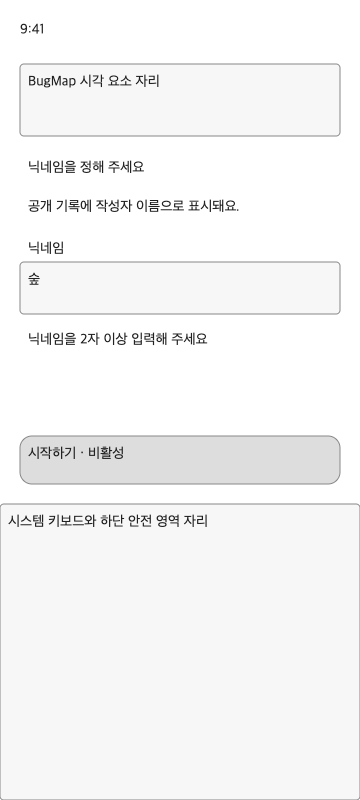 9:41
BugMap 시각 요소 자리
닉네임을 정해 주세요
공개 기록에 작성자 이름으로 표시돼요.
닉네임
숲
닉네임을 2자 이상 입력해 주세요
시작하기 · 비활성
시스템 키보드와 하단 안전 영역 자리